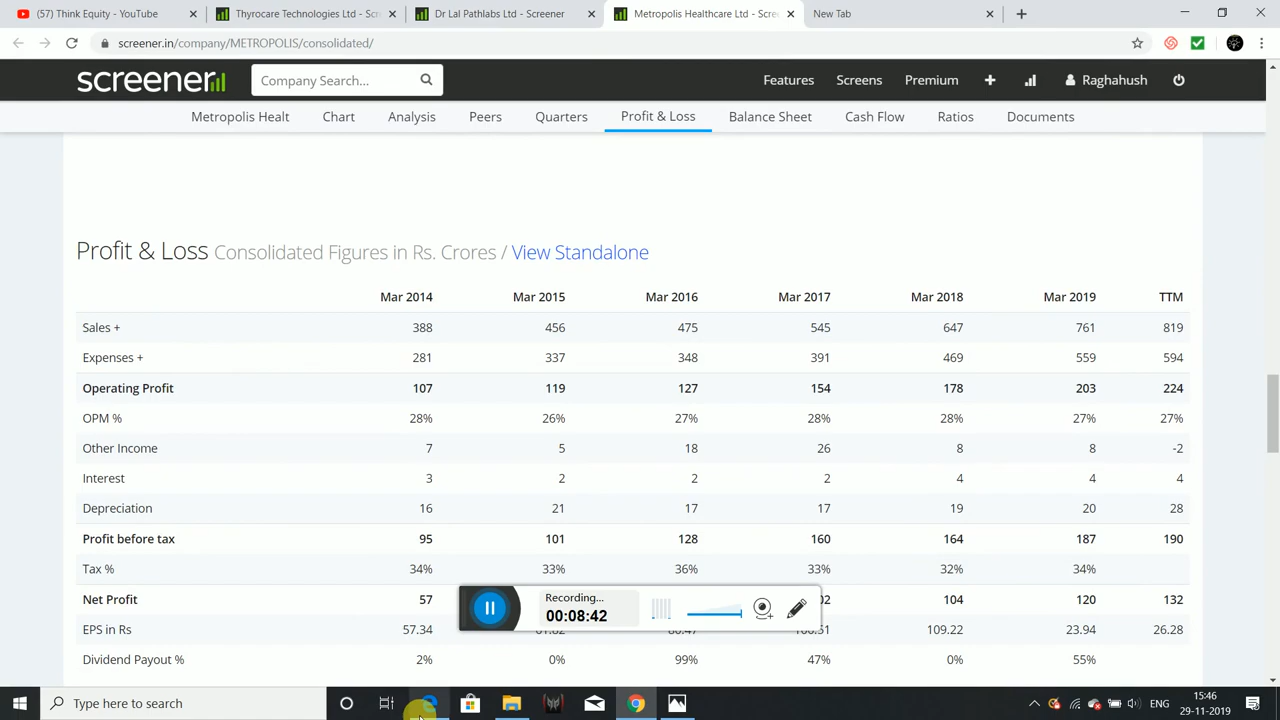 (57) Think Equity - YouTube
Thyrocare Technologies Ltd - Scr
Dr Lal Pathlabs Ltd - Screener
Metropolis Healthcare Ltd - Scre
New Tab
screener.in/company/METROPOLIS/consolidated/
screener
Company Search...
Features Screens Premium Raghahush
Metropolis Healt Chart Analysis Peers Quarters Profit & Loss Balance Sheet Cash Flow Ratios Documents
Profit & Loss Consolidated Figures in Rs. Crores / View Standalone
Mar 2014 Mar 2015 Mar 2016 Mar 2017 Mar 2018 Mar 2019 TTM
Sales + 388 456 475 545 647 761 819
Expenses + 281 337 348 391 469 559 594
Operating Profit 107 119 127 154 178 203 224
OPM % 28% 26% 27% 28% 28% 27% 27%
Other Income 7 5 18 26 8 8 -2
Interest 3 2 2 2 4 4 4
Depreciation 16 21 17 17 19 20 28
Profit before tax 95 101 128 160 164 187 190
Tax % 34% 33% 36% 33% 32% 34%
Net Profit 57 104 120 132
EPS in Rs 57.34 109.22 23.94 26.28
Dividend Payout % 2% 0% 99% 47% 0% 55%
Recording...
00:08:42
Type here to search
ENG
15:46
29-11-2019